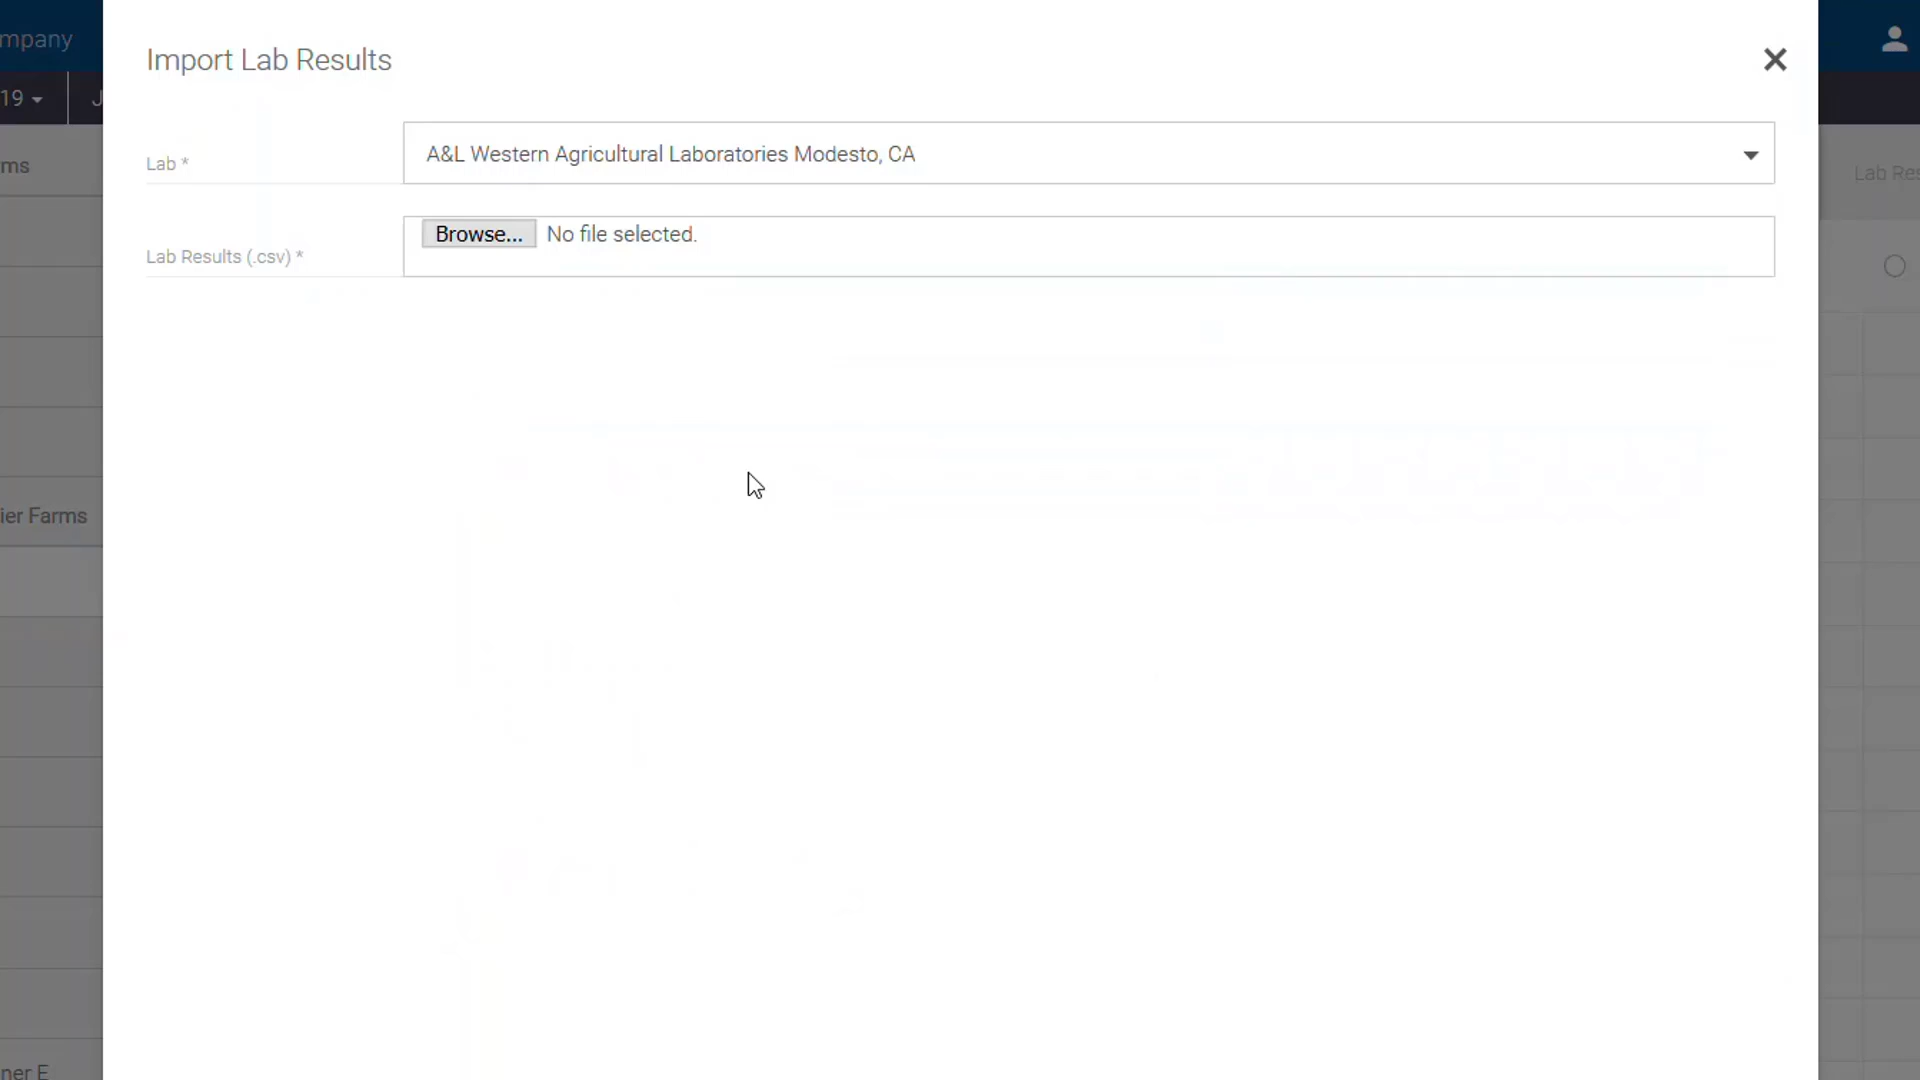 mpany
Import Lab Results
19
J
Lab *
A&L Western Agricultural Laboratories Modesto, CA
ms
Lab Res
Lab Results (.csv) *
Browse...
No file selected.
ier Farms
ner E